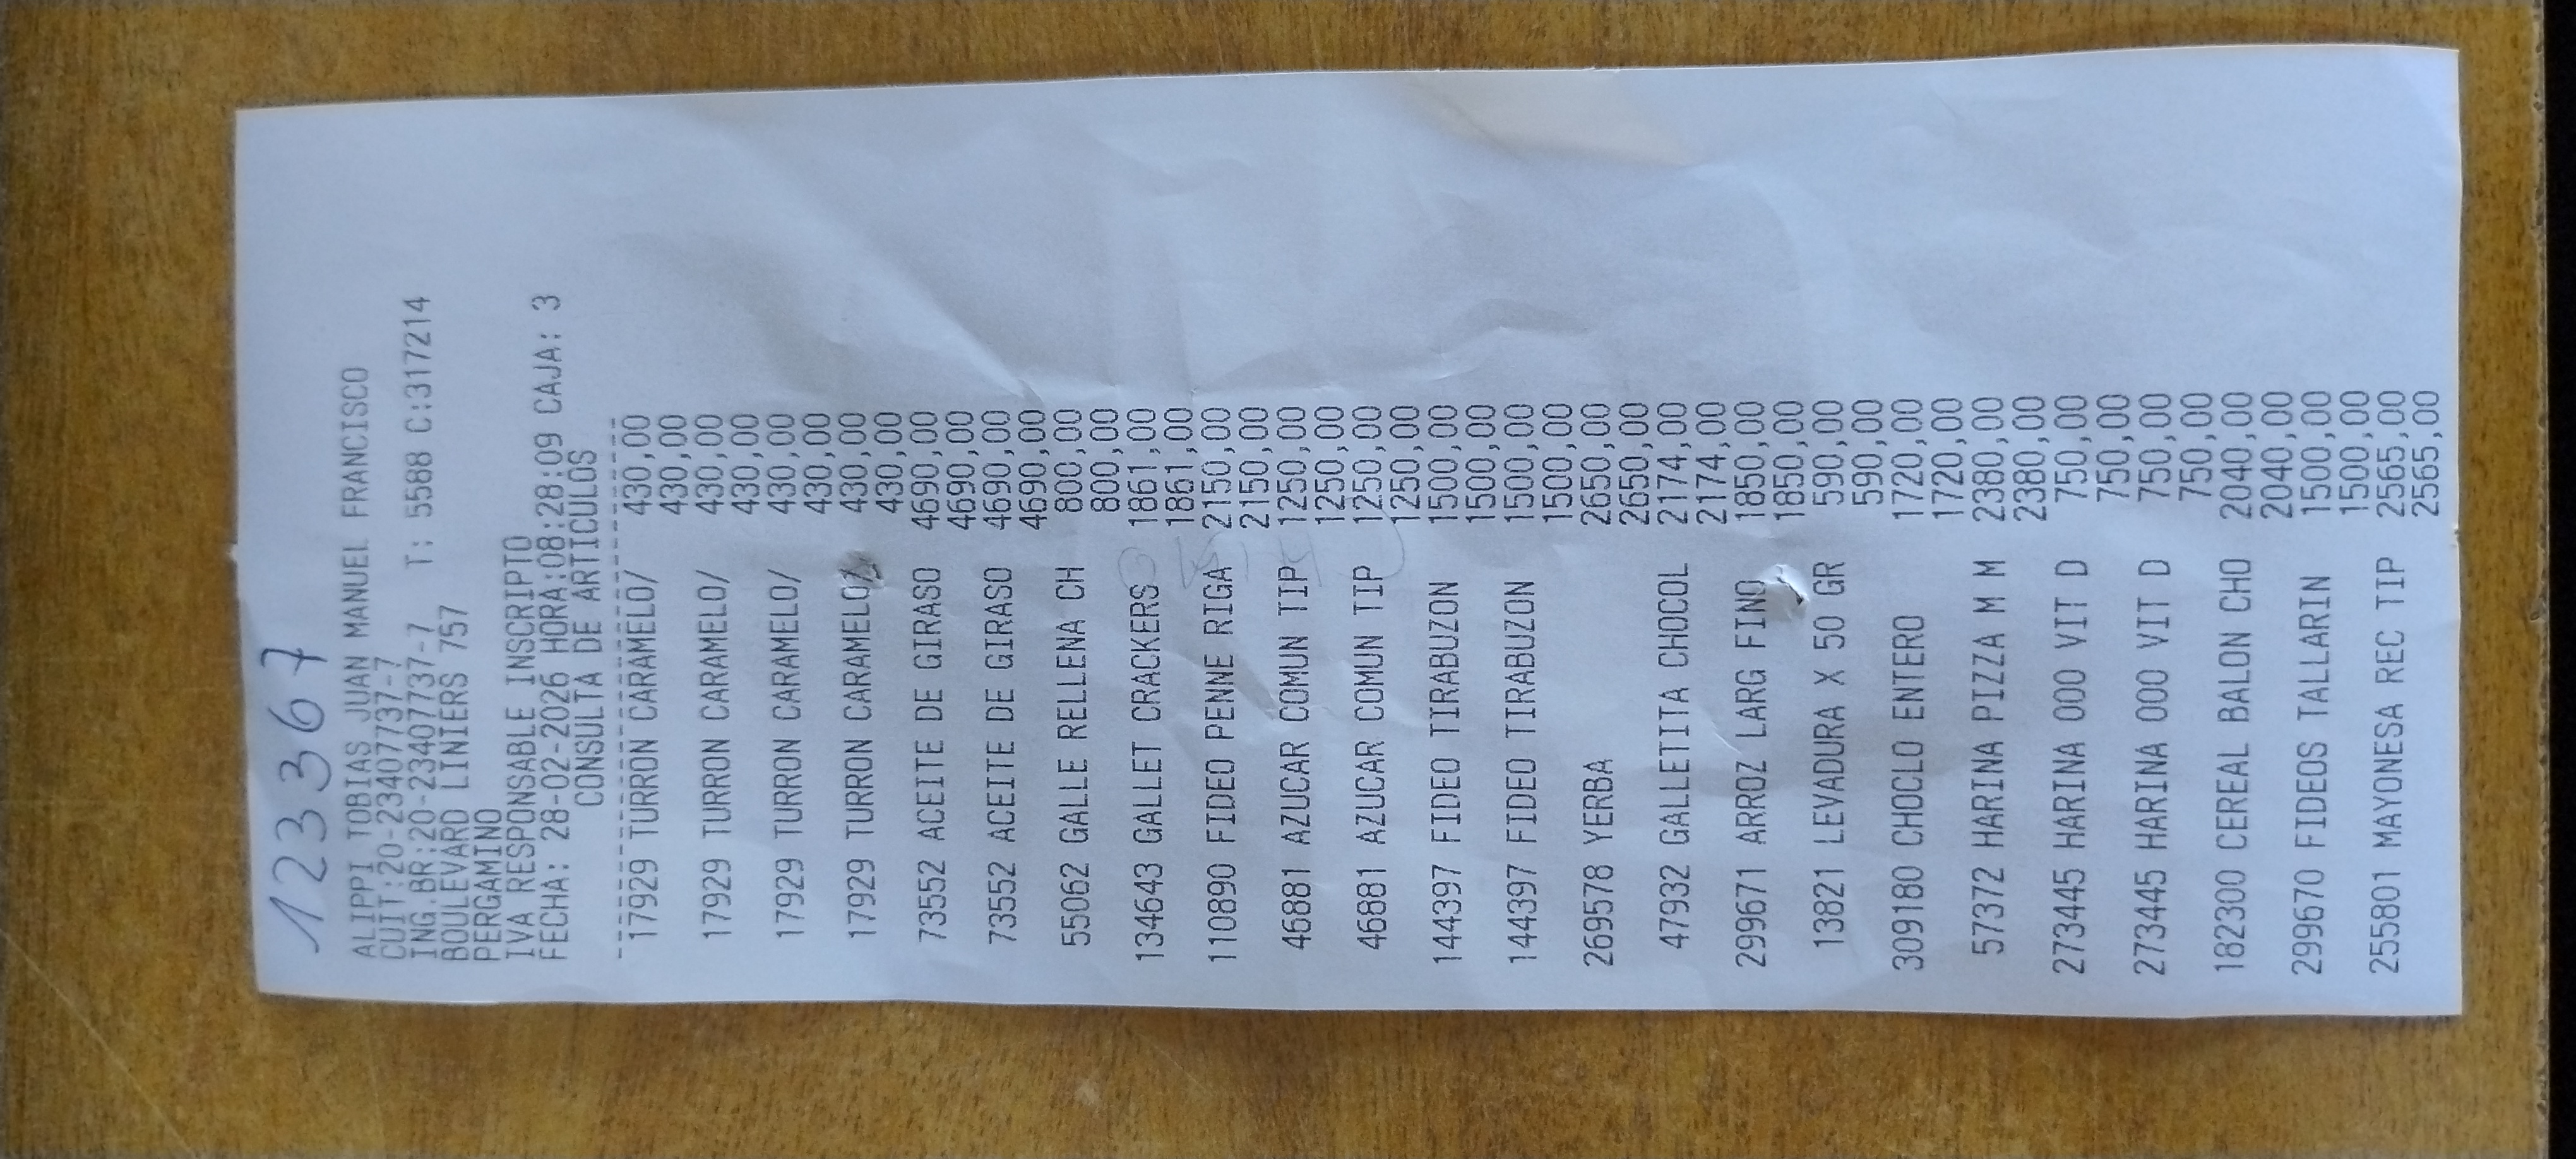 123367
ALIPPI TOBIAS JUAN MANUEL FRANCISCO
CUIT:20-23407737-7
ING.BR:20-23407737-7 T: 5588 C:317214
BOULEVARD LINIERS 757
PERGAMINO
IVA RESPONSABLE INSCRIPTO
FECHA: 28-02-2026 HORA:08:28:09 CAJA: 3
CONSULTA DE ARTICULOS
17929 TURRON CARAMELO/ 430,00
430,00
17929 TURRON CARAMELO/ 430,00
430,00
17929 TURRON CARAMELO/ 430,00
430,00
17929 TURRON CARAMELO/ 430,00
430,00
73552 ACEITE DE GIRASO 4690,00
4690,00
73552 ACEITE DE GIRASO 4690,00
4690,00
55062 GALLE RELLENA CH 800,00
800,00
134643 GALLET CRACKERS 1861,00
1861,00
110890 FIDEO PENNE RIGA 2150,00
2150,00
46881 AZUCAR COMUN TIP 1250,00
1250,00
46881 AZUCAR COMUN TIP 1250,00
1250,00
144397 FIDEO TIRABUZON 1500,00
1500,00
144397 FIDEO TIRABUZON 1500,00
1500,00
269578 YERBA 2650,00
2650,00
47932 GALLETITA CHOCOL 2174,00
2174,00
299671 ARROZ LARG FINO 1850,00
1850,00
13821 LEVADURA X 50 GR 590,00
590,00
309180 CHOCLO ENTERO 1720,00
1720,00
57372 HARINA PIZZA M M 2380,00
2380,00
273445 HARINA 000 VIT D 750,00
750,00
273445 HARINA 000 VIT D 750,00
750,00
182300 CEREAL BALON CHO 2040,00
2040,00
299670 FIDEOS TALLARIN 1500,00
1500,00
255801 MAYONESA REC TIP 2565,00
2565,00